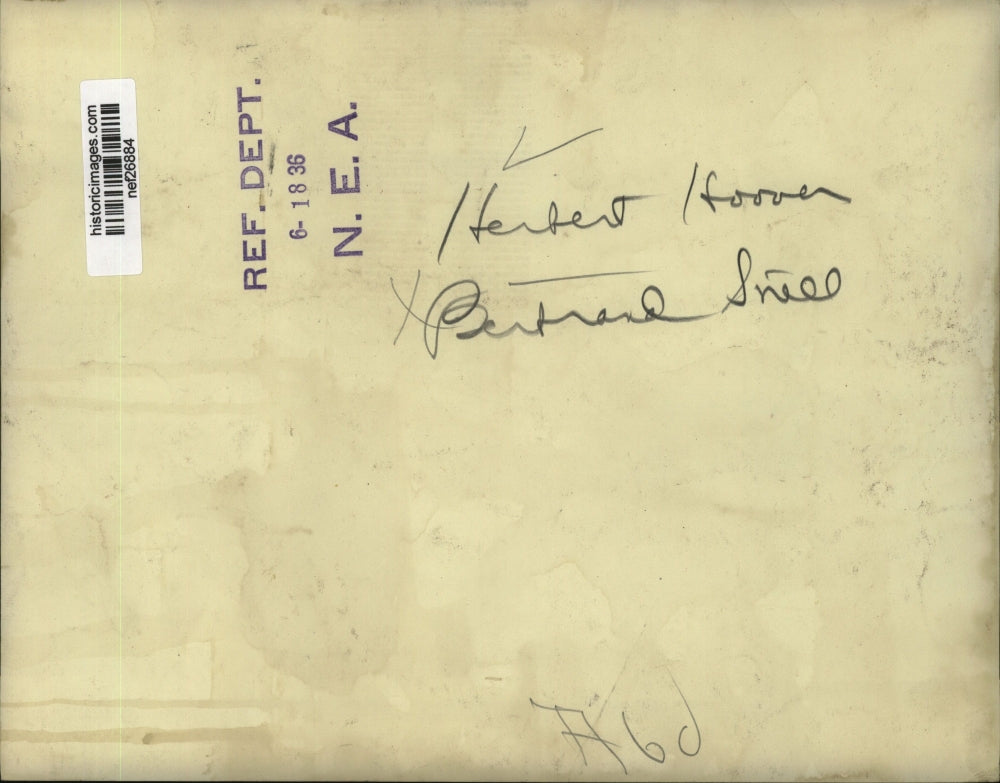 historicimages.com
nef26884
REF. DEPT.
6-18 36
N. E. A.
Herbert Hoover
Bertrand Snell